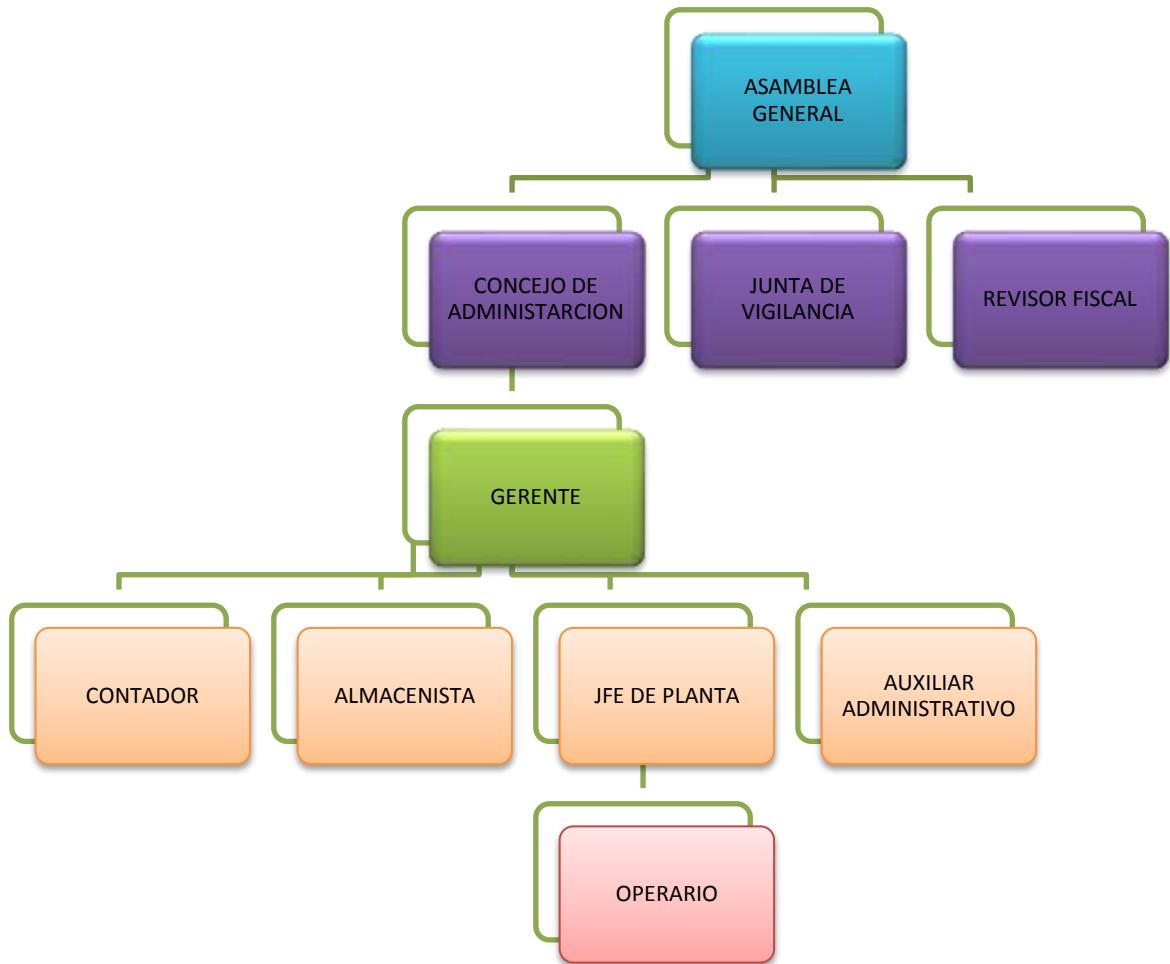 ASAMBLEA
GENERAL
CONCEJO DE
ADMINISTARCION
JUNTA DE
VIGILANCIA
REVISOR FISCAL
GERENTE
CONTADOR
ALMACENISTA
JFE DE PLANTA
AUXILIAR
ADMINISTRATIVO
OPERARIO